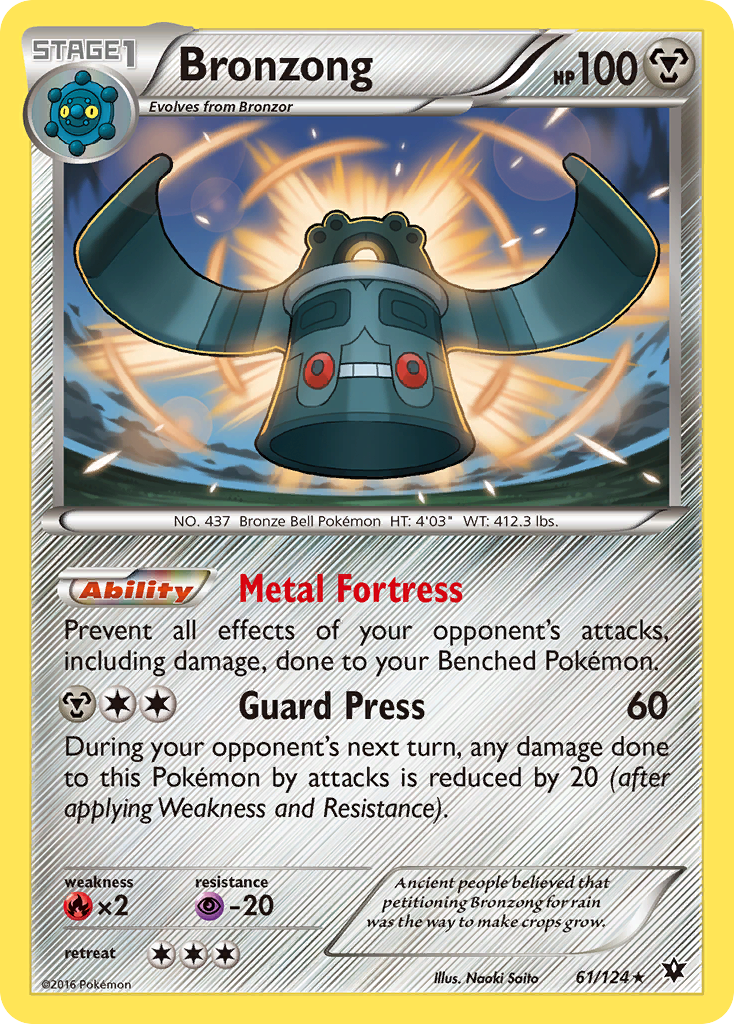 STAGE1
Bronzong
HP100
Evolves from Bronzor
NO. 437 Bronze Bell Pokémon HT: 4'03" WT: 412.3 lbs.
Ability Metal Fortress
Prevent all effects of your opponent's attacks,
including damage, done to your Benched Pokémon.
Guard Press 60
During your opponent's next turn, any damage done
to this Pokémon by attacks is reduced by 20 (after
applying Weakness and Resistance).
weakness resistance
×2 -20
retreat
Ancient people believed that
petitioning Bronzong for rain
was the way to make crops grow.
Illus. Naoki Saito 61/124★
©2016 Pokémon